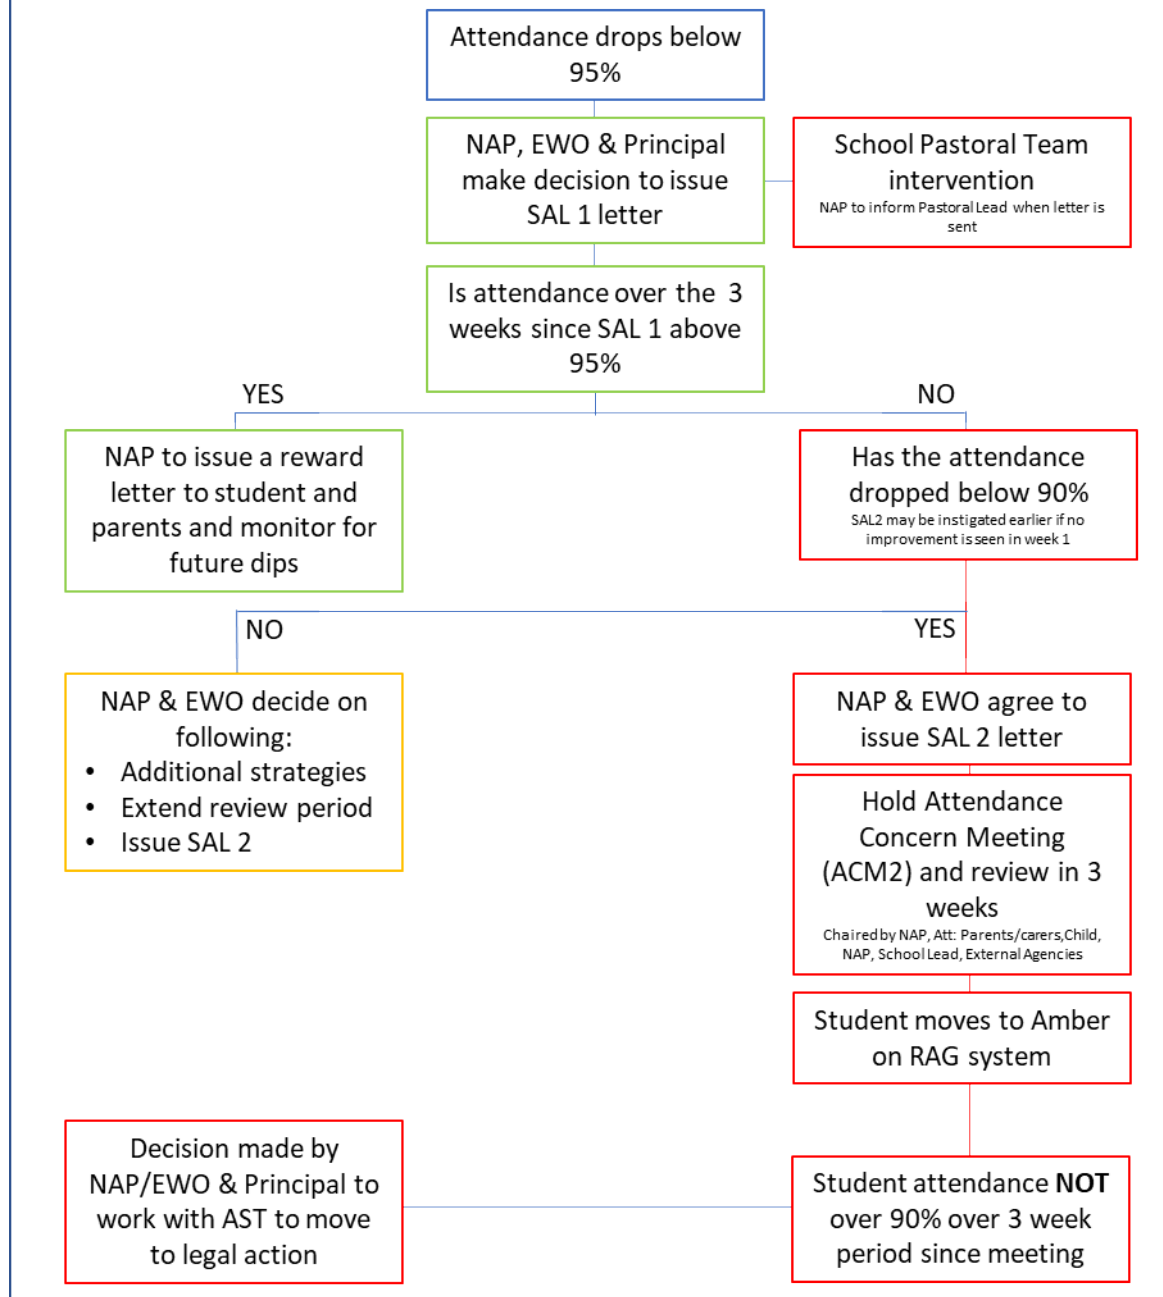 Attendance drops below
95%
NAP, EWO & Principal
make decision to issue
SAL 1 letter
School Pastoral Team
intervention
NAP to inform Pastoral Lead when letter is
sent
Is attendance over the 3
weeks since SAL 1 above
95%
YES
NO
NAP to issue a reward
letter to student and
parents and monitor for
future dips
Has the attendance
dropped below 90%
SAL2 may be instigated earlier if no
improvement is seen in week 1
NO
YES
NAP & EWO decide on
following:
• Additional strategies
• Extend review period
• Issue SAL 2
NAP & EWO agree to
issue SAL 2 letter
Hold Attendance
Concern Meeting
(ACM2) and review in 3
weeks
Chaired by NAP, Att: Parents/carers,Child,
NAP, School Lead, External Agencies
Student moves to Amber
on RAG system
Decision made by
NAP/EWO & Principal to
work with AST to move
to legal action
Student attendance NOT
over 90% over 3 week
period since meeting